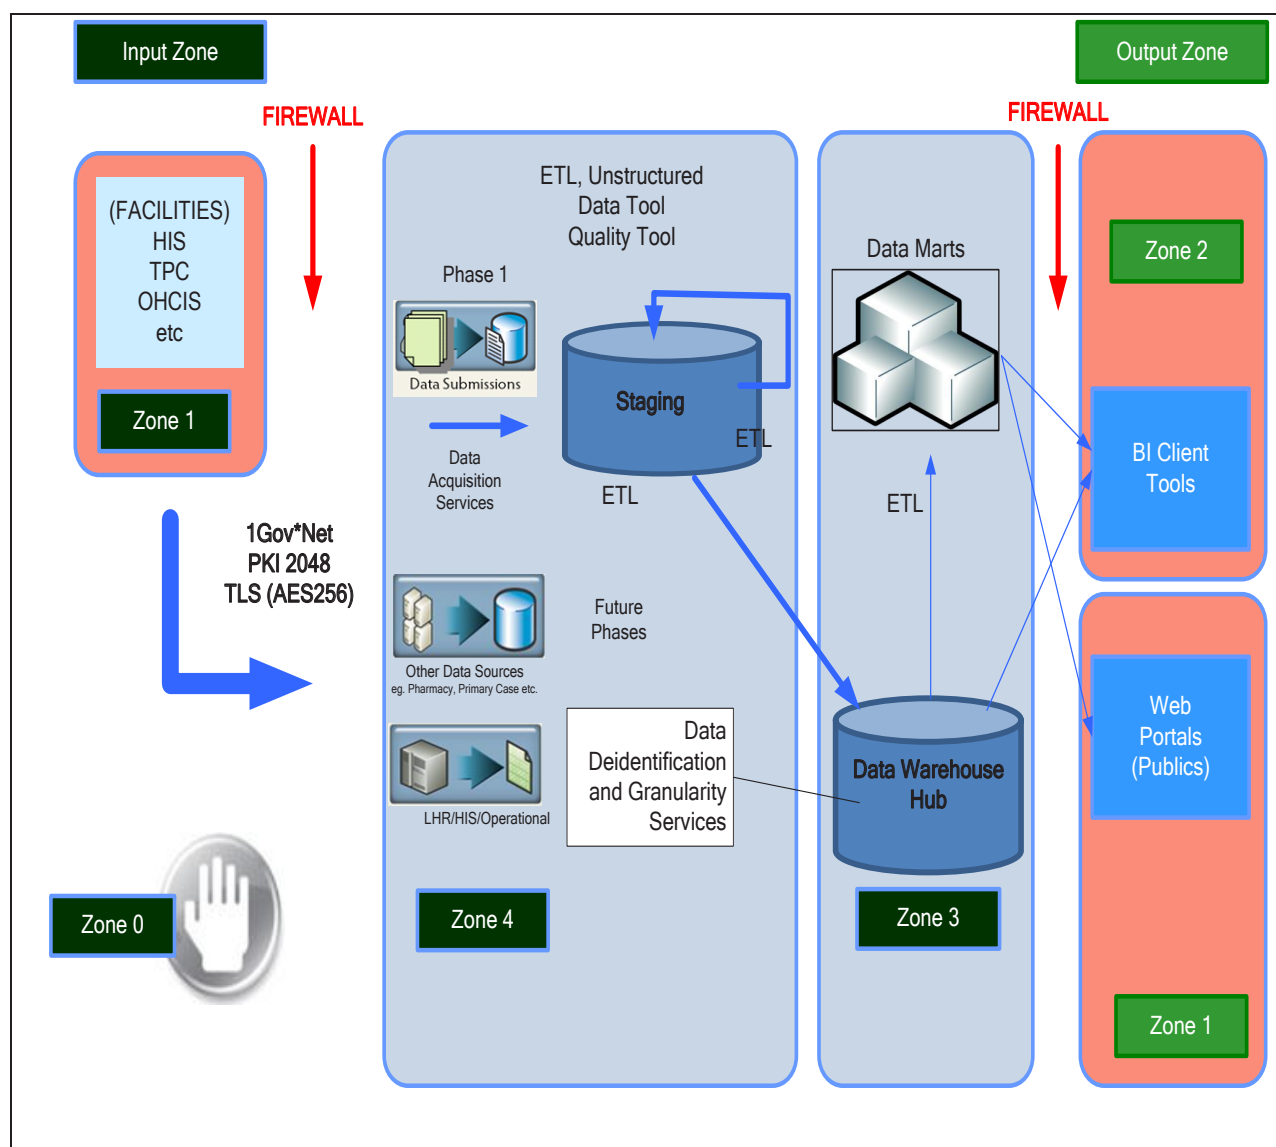 Input Zone
Output Zone
FIREWALL
FIREWALL
(FACILITIES)
HIS
TPC
OHCIS
etc
Zone 1
1Gov*Net
PKI 2048
TLS (AES256)
Zone 0
ETL, Unstructured
Data Tool
Quality Tool
Phase 1
Data Submissions
Data
Acquisition
Services
Staging
ETL
ETL
Future
Phases
Other Data Sources
eg. Pharmacy, Primary Case etc.
LHR/HIS/Operational
Data
Deidentification
and Granularity
Services
Zone 4
Data Marts
ETL
Data Warehouse
Hub
Zone 3
Zone 2
BI Client
Tools
Web
Portals
(Publics)
Zone 1